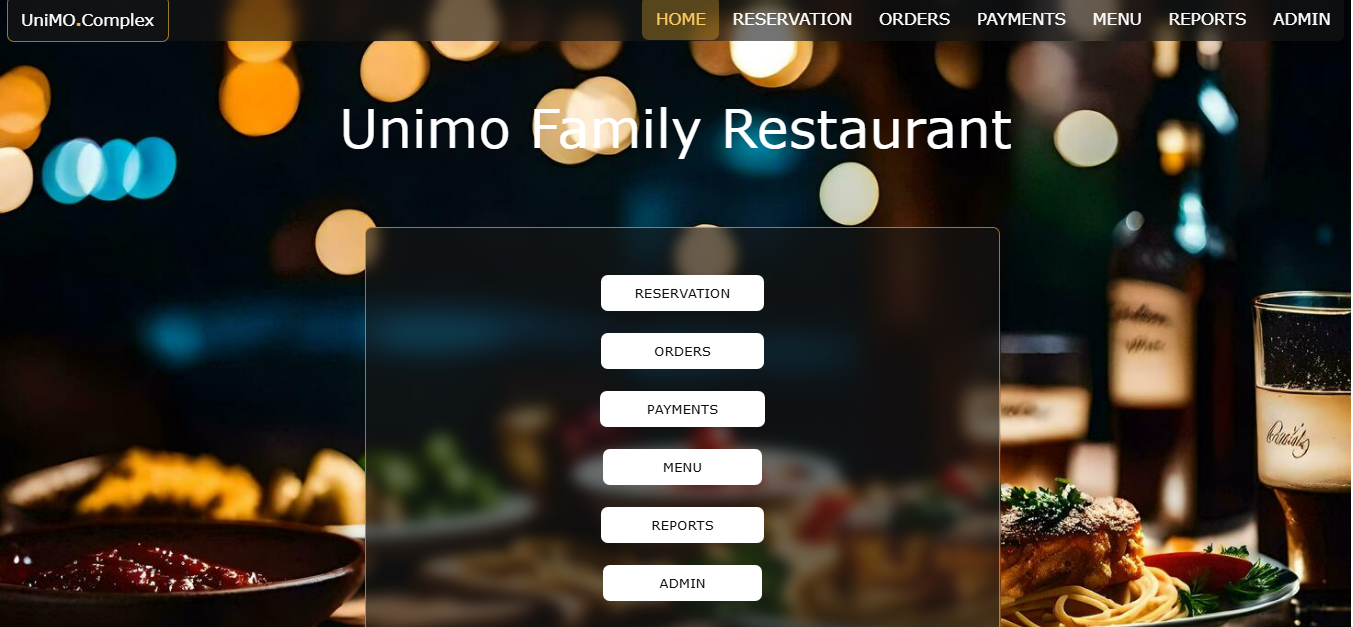 UniMO.Complex
HOME RESERVATION ORDERS PAYMENTS MENU REPORTS ADMIN
Unimo Family Restaurant
RESERVATION
ORDERS
PAYMENTS
MENU
REPORTS
ADMIN